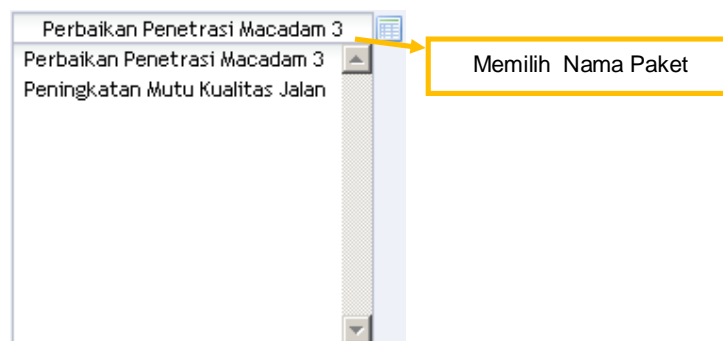 Perbaikan Penetrasi Macadam 3
Perbaikan Penetrasi Macadam 3
Peningkatan Mutu Kualitas Jalan
Memilih Nama Paket